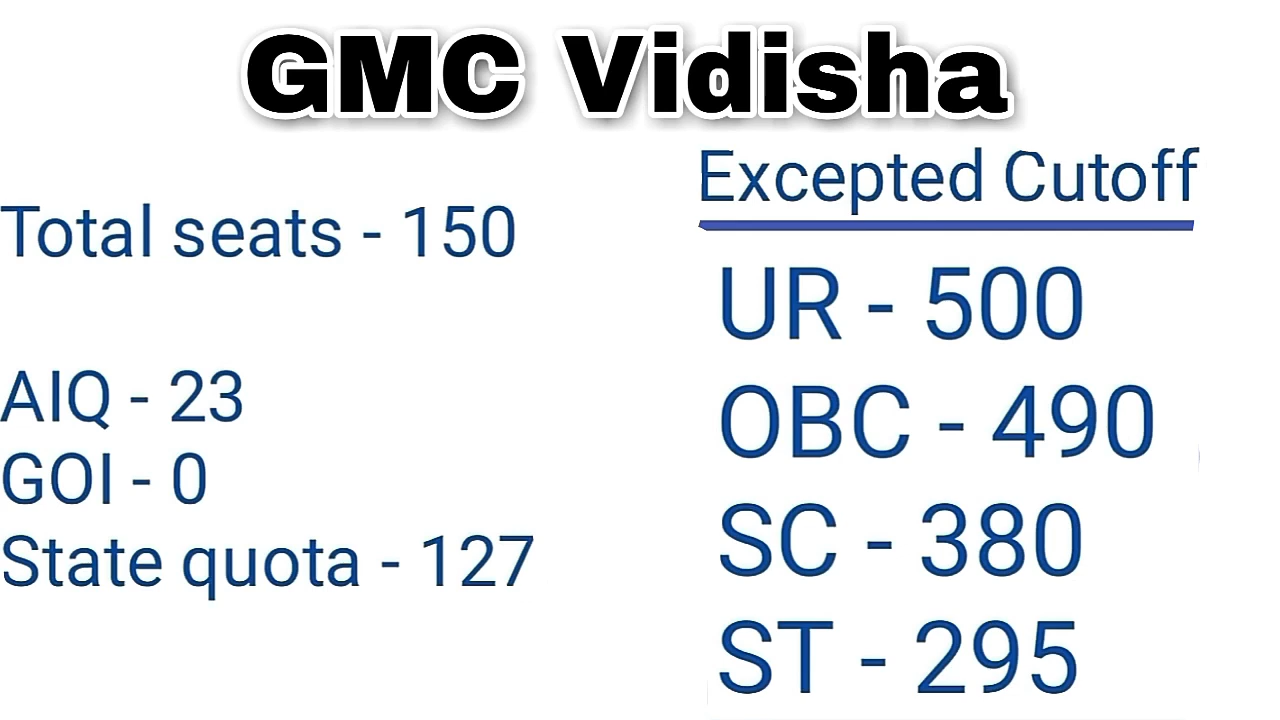 GMC Vidisha
Total seats - 150
AIQ - 23
GOI - 0
State quota - 127
Excepted Cutoff
UR - 500
OBC - 490
SC - 380
ST - 295